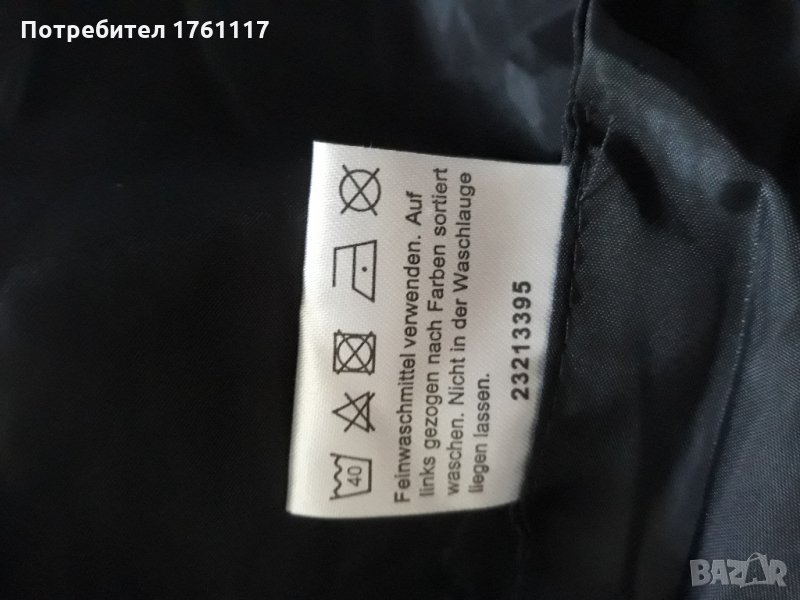 Потребител 1761117
40
Feinwaschmittel verwenden. Auf
links gezogen nach Farben sortiert
waschen. Nicht in der Waschlauge
liegen lassen.
23213395
BAZAR